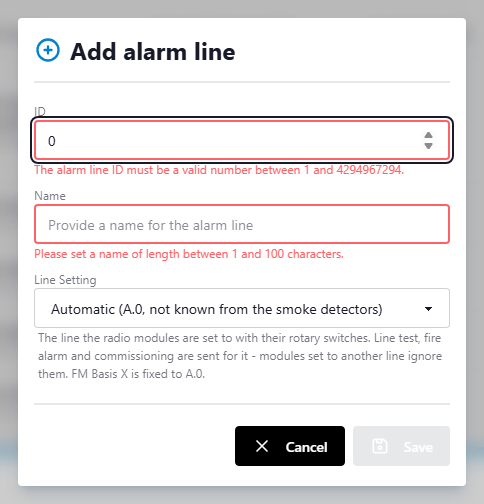 Add alarm line
ID
0
The alarm line ID must be a valid number between 1 and 4294967294.
Name
Provide a name for the alarm line
Please set a name of length between 1 and 100 characters.
Line Setting
Automatic (A.0, not known from the smoke detectors)
The line the radio modules are set to with their rotary switches. Line test, fire
alarm and commissioning are sent for it - modules set to another line ignore
them. FM Basis X is fixed to A.0.
Cancel
Save